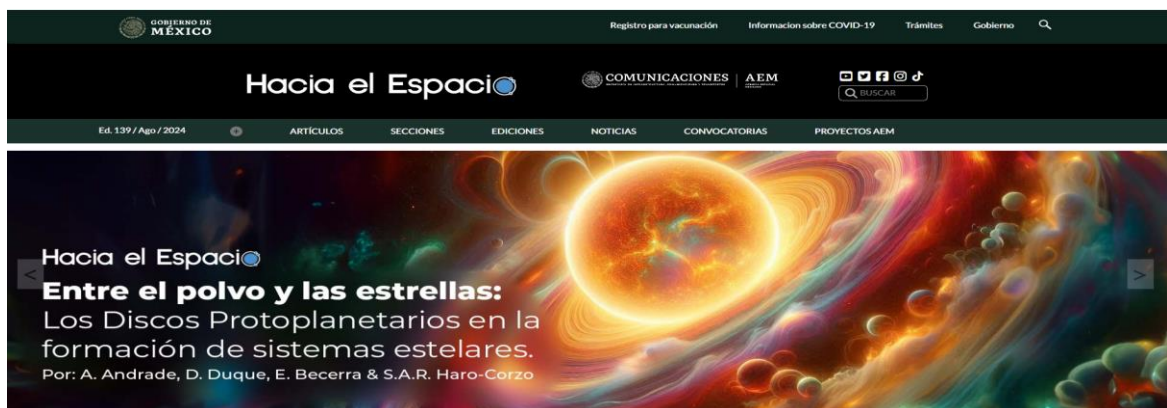 GOBIERNO DE
MÉXICO
Registro para vacunación
Informacion sobre COVID-19
Trámites
Gobierno
Hacia el Espacio
COMUNICACIONES
AEM
BUSCAR
Ed. 139 / Ago / 2024
ARTÍCULOS
SECCIONES
EDICIONES
NOTICIAS
CONVOCATORIAS
PROYECTOS AEM
Hacia el Espacio
Entre el polvo y las estrellas:
Los Discos Protoplanetarios en la
formación de sistemas estelares.
Por: A. Andrade, D. Duque, E. Becerra & S.A.R. Haro-Corzo
<
>